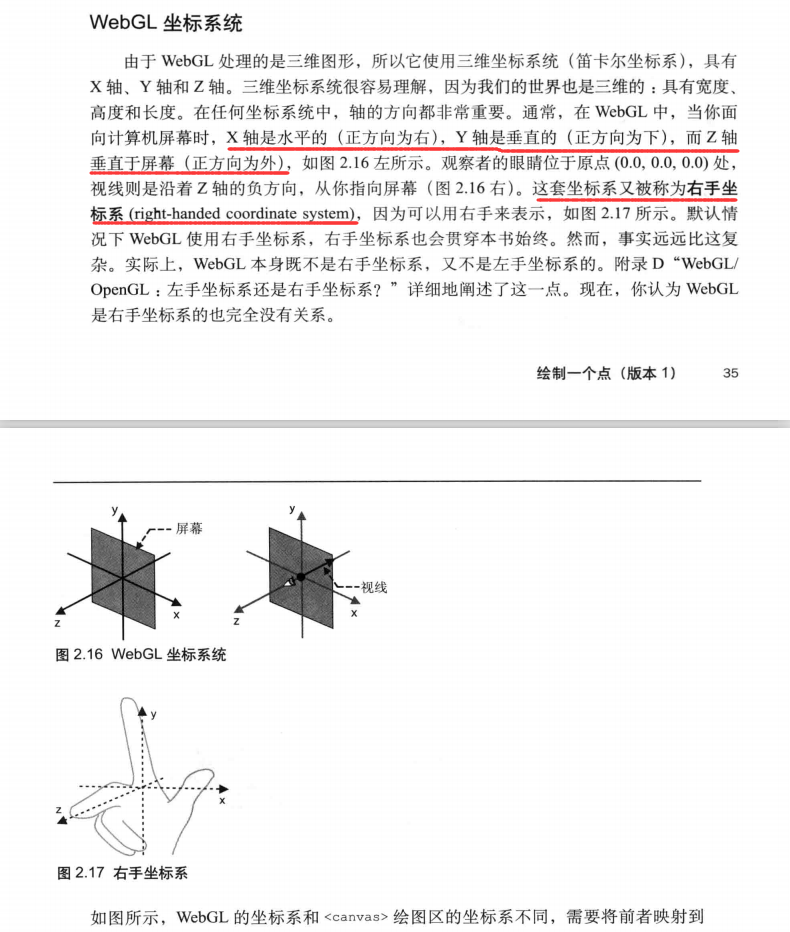 WebGL 坐标系统
由于 WebGL 处理的是三维图形，所以它使用三维坐标系统（笛卡尔坐标系），具有
X 轴、Y 轴和 Z 轴。三维坐标系统很容易理解，因为我们的世界也是三维的：具有宽度、
高度和长度。在任何坐标系统中，轴的方向都非常重要。通常，在 WebGL 中，当你面
向计算机屏幕时，X 轴是水平的（正方向为右），Y 轴是垂直的（正方向为下），而 Z 轴
垂直于屏幕（正方向为外），如图 2.16 左所示。观察者的眼睛位于原点 (0.0, 0.0, 0.0) 处，
视线则是沿着 Z 轴的负方向，从你指向屏幕（图 2.16 右）。这套坐标系又被称为右手坐
标系 (right-handed coordinate system)，因为可以用右手来表示，如图 2.17 所示。默认情
况下 WebGL 使用右手坐标系，右手坐标系也会贯穿本书始终。然而，事实远远比这复
杂。实际上，WebGL 本身既不是右手坐标系，又不是左手坐标系的。附录 D“WebGL/
OpenGL：左手坐标系还是右手坐标系？”详细地阐述了这一点。现在，你认为 WebGL
是右手坐标系的也完全没有关系。
绘制一个点（版本 1） 35
y
屏幕
x
z
y
视线
x
z
图 2.16 WebGL 坐标系统
y
x
z
图 2.17 右手坐标系
如图所示，WebGL 的坐标系和 <canvas> 绘图区的坐标系不同，需要将前者映射到